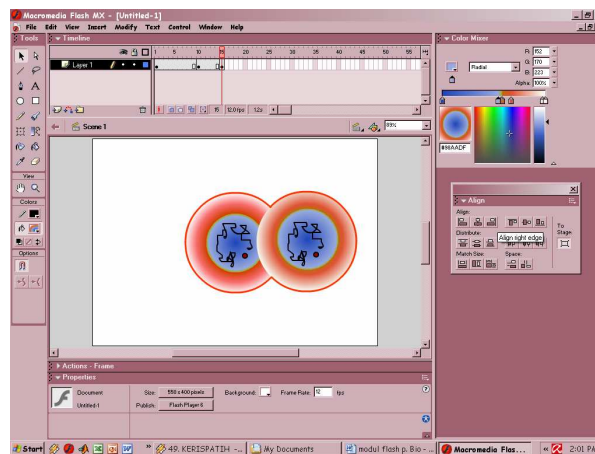 Macromedia Flash MX - [Untitled-1]
File Edit View Insert Modify Text Control Window Help
Tools
Timeline
1 5 10 15 20 25 30 35 40 45 50 55
Layer 1
15 12.0 fps 1.2s
Scene 1
89%
View
Colors
Options
Color Mixer
R: 152
Radial
G: 170
B: 223
Alpha: 100%
#98AADF
Align
Align:
To
Stage:
Distribute:
Align right edge
Match Size: Space:
Actions - Frame
Properties
Document
Size: 550 x 400 pixels
Background:
Frame Rate: 12 fps
Untitled-1
Publish: Flash Player 6
Start
49. KERISPATIH -...
My Documents
modul flash p. Bio - ...
Macromedia Flas...
2:01 PM